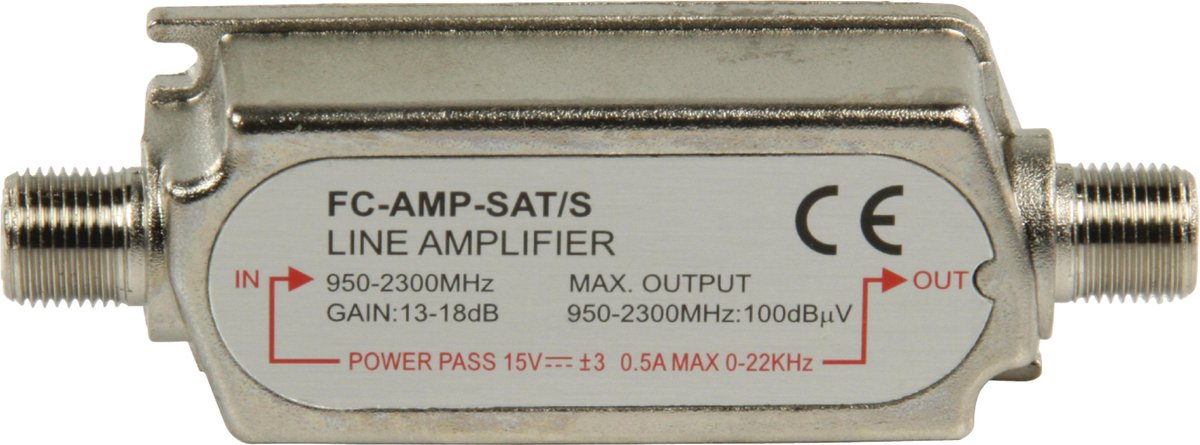 FC-AMP-SAT/S
CE
LINE AMPLIFIER
IN
950-2300MHz
MAX. OUTPUT
OUT
GAIN:13-18dB
950-2300MHz:100dBµV
POWER PASS 15V⎓ ±3 0.5A MAX 0-22KHz